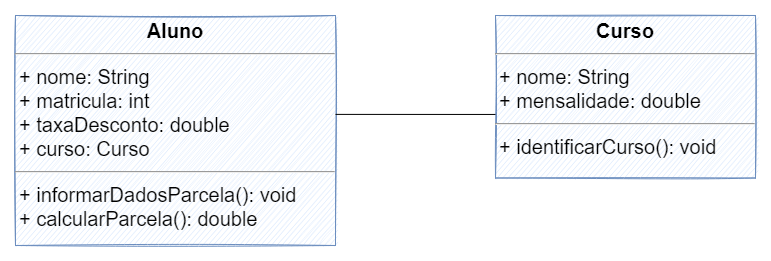 Aluno
+ nome: String
+ matricula: int
+ taxaDesconto: double
+ curso: Curso
+ informarDadosParcela(): void
+ calcularParcela(): double
Curso
+ nome: String
+ mensalidade: double
+ identificarCurso(): void